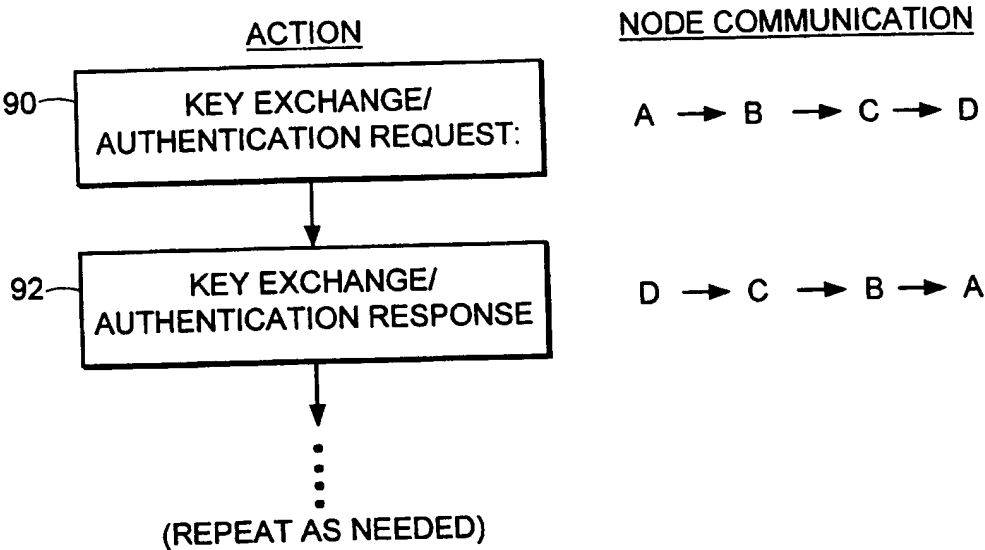 ACTION
NODE COMMUNICATION
90
KEY EXCHANGE/
AUTHENTICATION REQUEST:
A → B → C → D
92
KEY EXCHANGE/
AUTHENTICATION RESPONSE
D → C → B → A
(REPEAT AS NEEDED)